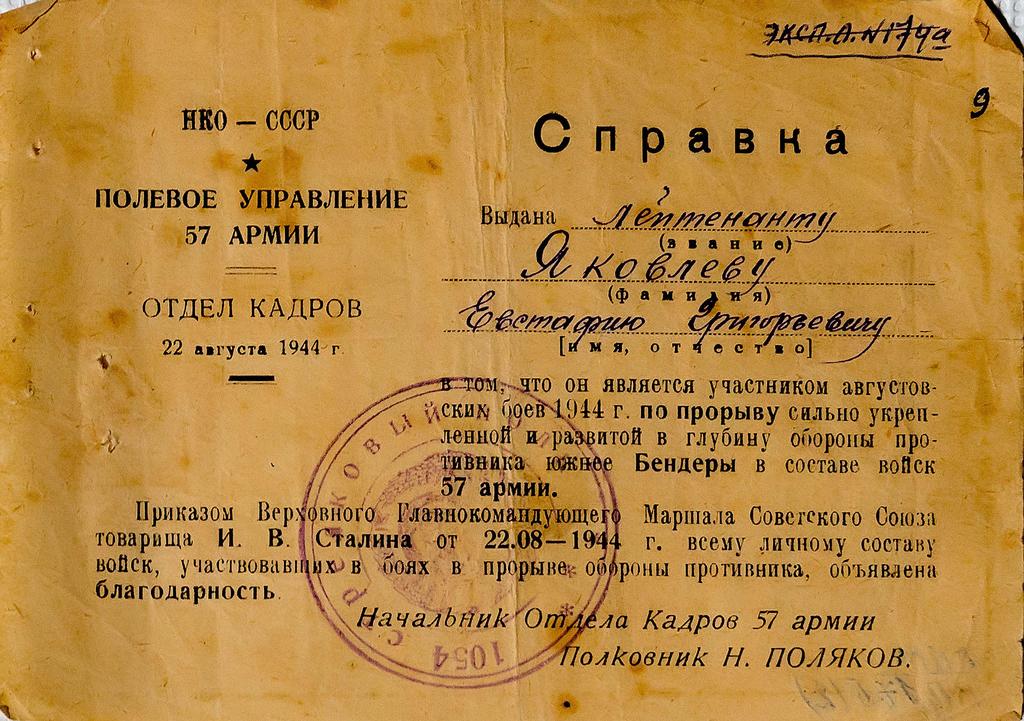 ЭКСП.А.№174а
9
НКО — СССР
★
ПОЛЕВОЕ УПРАВЛЕНИЕ
57 АРМИИ
ОТДЕЛ КАДРОВ
22 августа 1944 г.
Справка
Выдана Лейтенанту
(звание)
Яковлеву
(фамилия)
Евстафию Григорьевичу
[имя, отчество]
в том, что он является участником августов-
ских боев 1944 г. по прорыву сильно укреп-
ленной и развитой в глубину обороны про-
тивника южнее Бендеры в составе войск
57 армии.
Приказом Верховного Главнокомандующего Маршала Советского Союза
товарища И. В. Сталина от 22.08—1944 г. всему личному составу
войск, участвовавших в боях в прорыве обороны противника, объявлена
благодарность.
Начальник Отдела Кадров 57 армии
Полковник Н. ПОЛЯКОВ.
1054 СТРЕЛКОВЫЙ ПОЛК